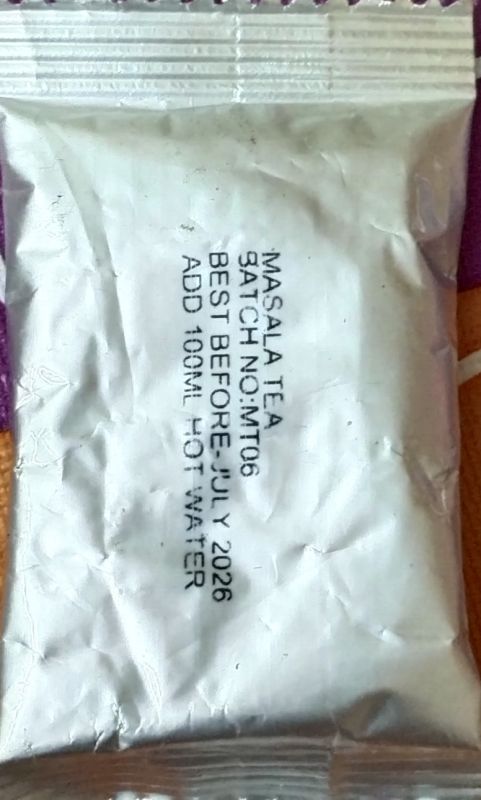 MASALA TEA
BATCH NO:MT06
BEST BEFORE-JULY 2026
ADD 100ML HOT WATER